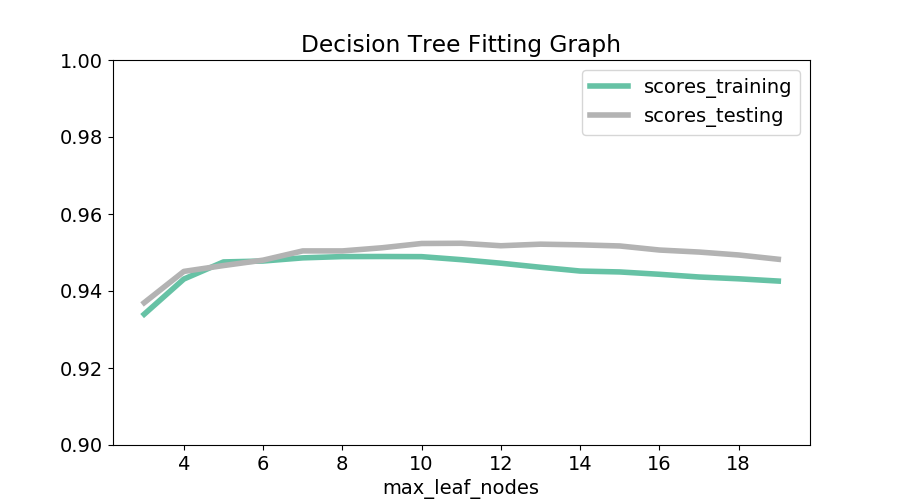 Decision Tree Fitting Graph
1.00
0.98
0.96
0.94
0.92
0.90
scores_training
scores_testing
4 6 8 10 12 14 16 18
max_leaf_nodes